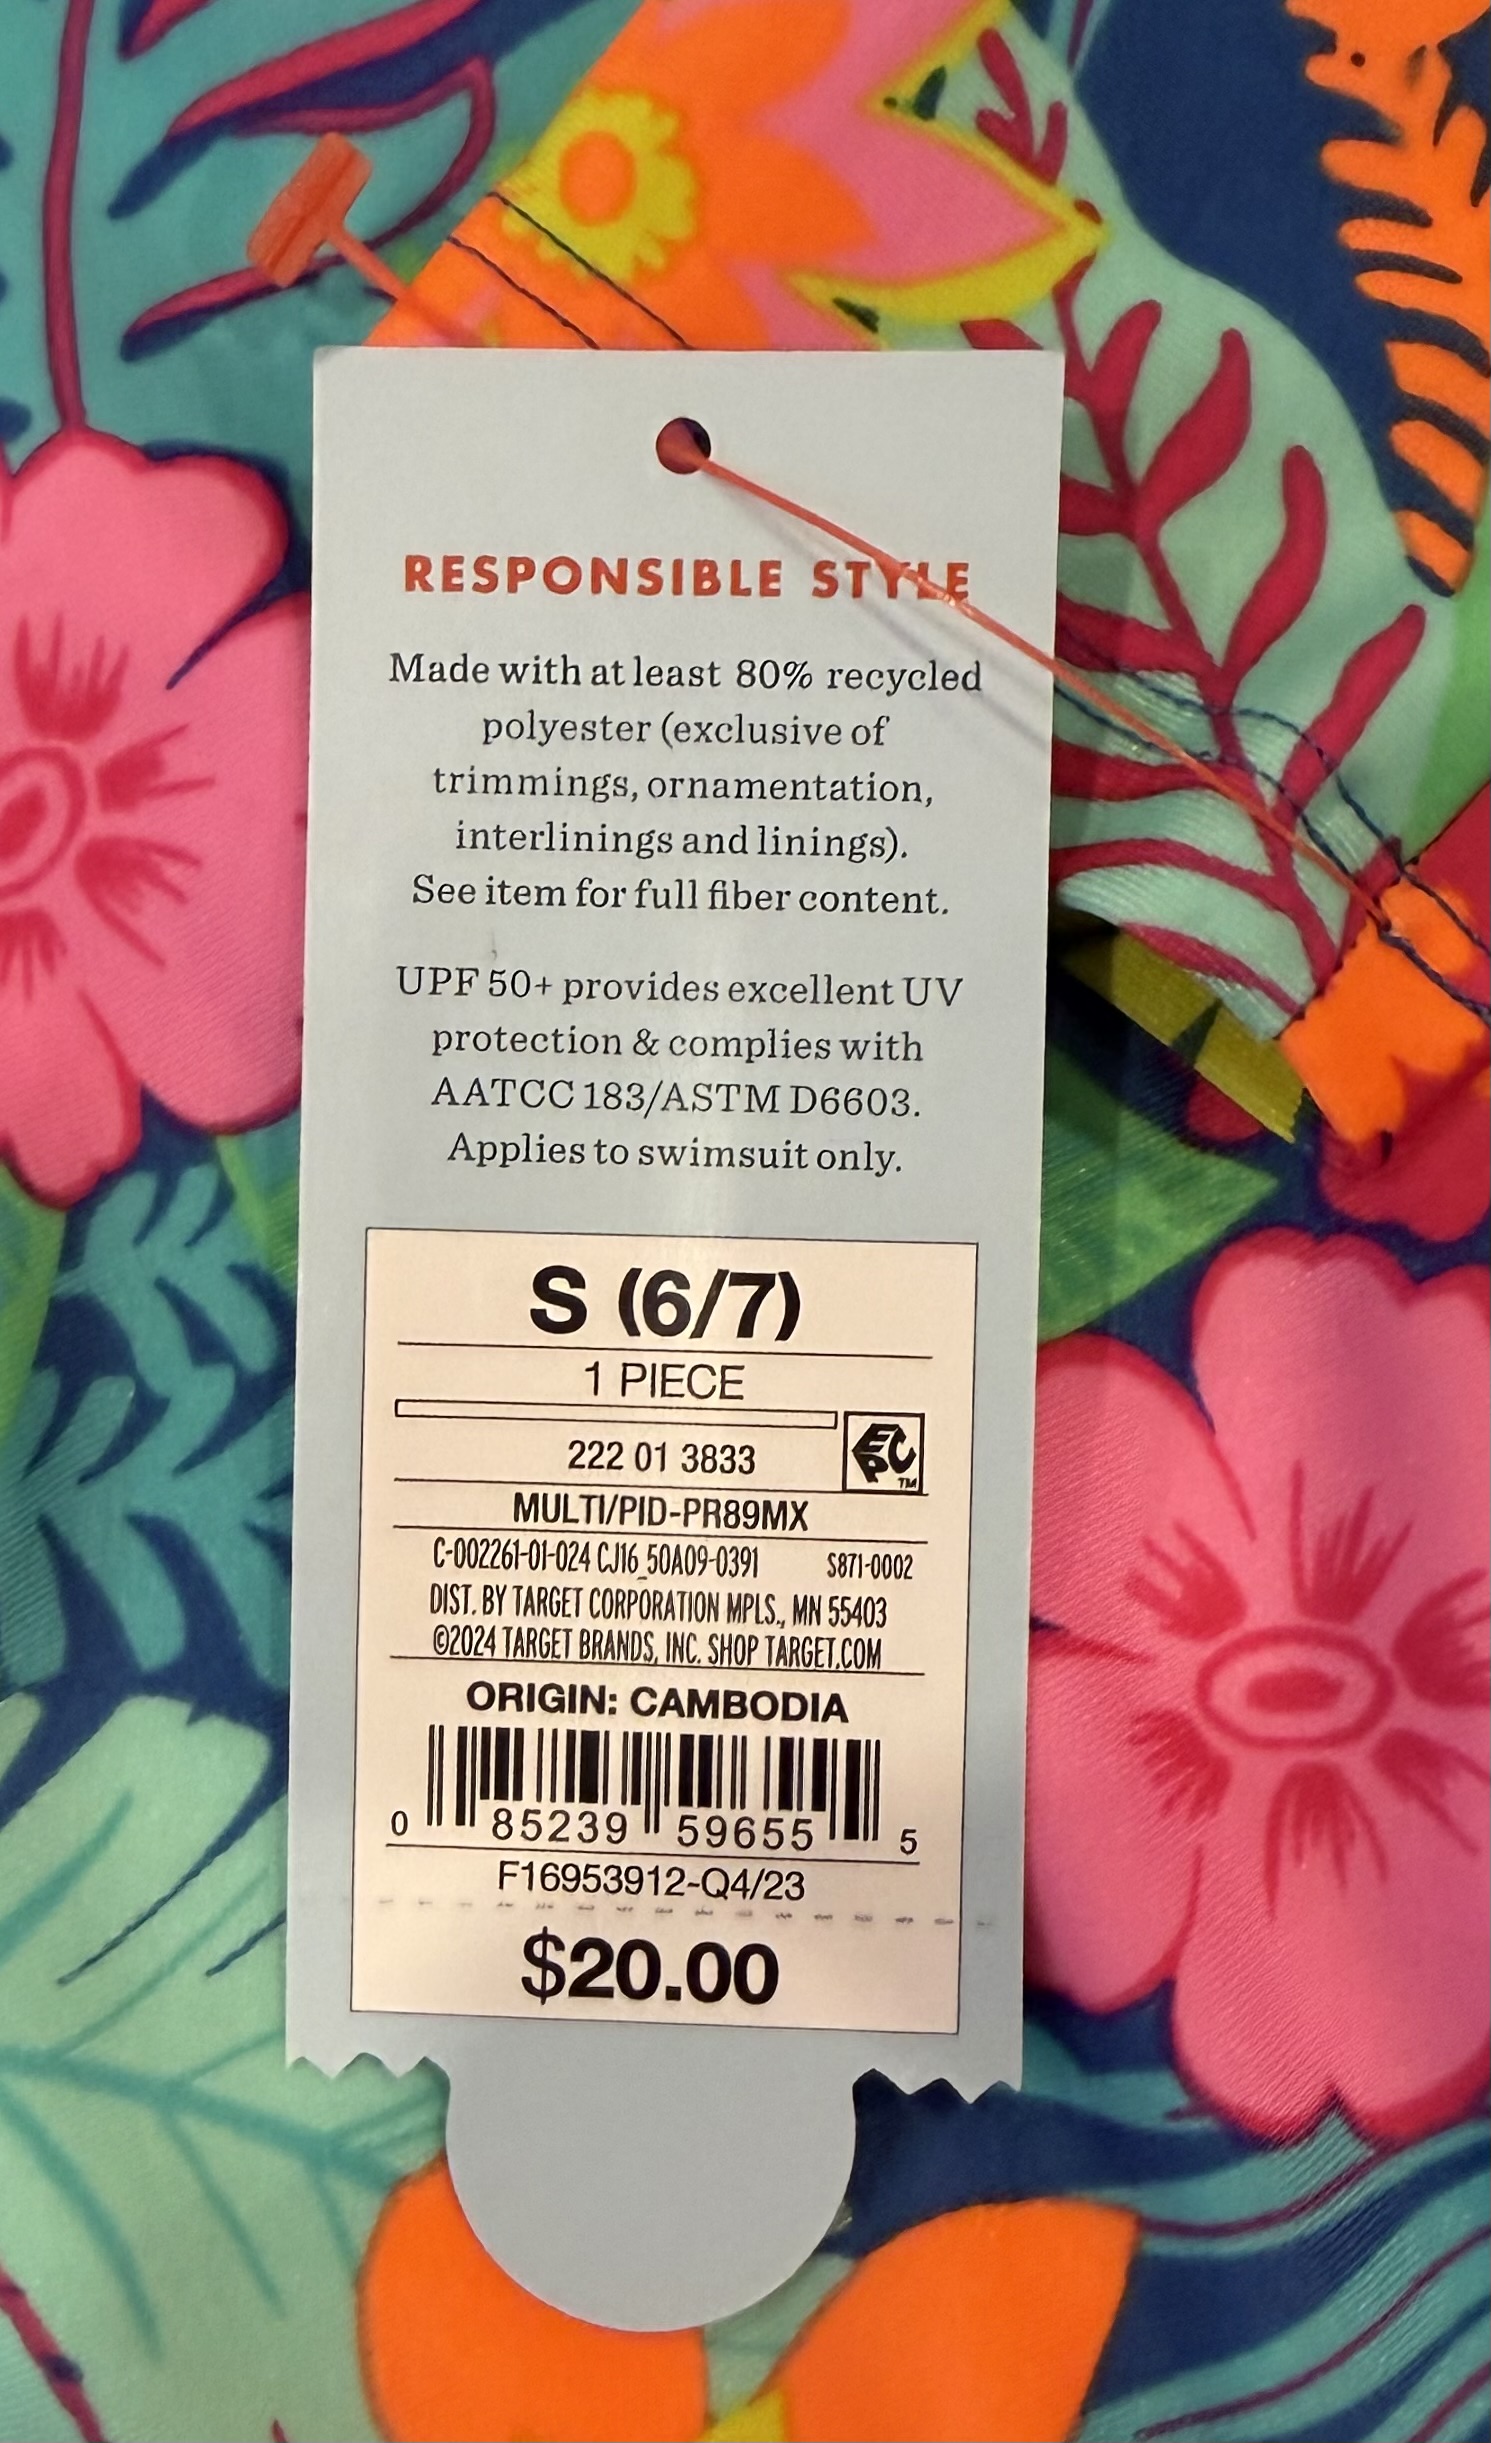 RESPONSIBLE STYLE
Made with at least 80% recycled
polyester (exclusive of
trimmings, ornamentation,
interlinings and linings).
See item for full fiber content.
UPF 50+ provides excellent UV
protection & complies with
AATCC 183/ASTM D6603.
Applies to swimsuit only.
S (6/7)
1 PIECE
222 01 3833
EPC TM
MULTI/PID-PR89MX
C-002261-01-024 CJ16_50A09-0391 S871-0002
DIST. BY TARGET CORPORATION MPLS., MN 55403
©2024 TARGET BRANDS, INC. SHOP TARGET.COM
ORIGIN: CAMBODIA
0 85239 59655 5
F16953912-Q4/23
$20.00